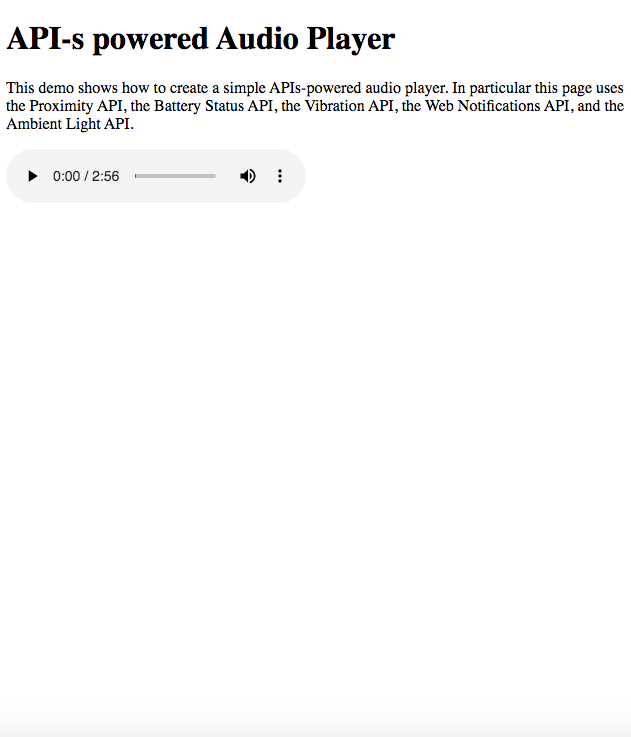 API-s powered Audio Player
This demo shows how to create a simple APIs-powered audio player. In particular this page uses
the Proximity API, the Battery Status API, the Vibration API, the Web Notifications API, and the
Ambient Light API.
0:00 / 2:56